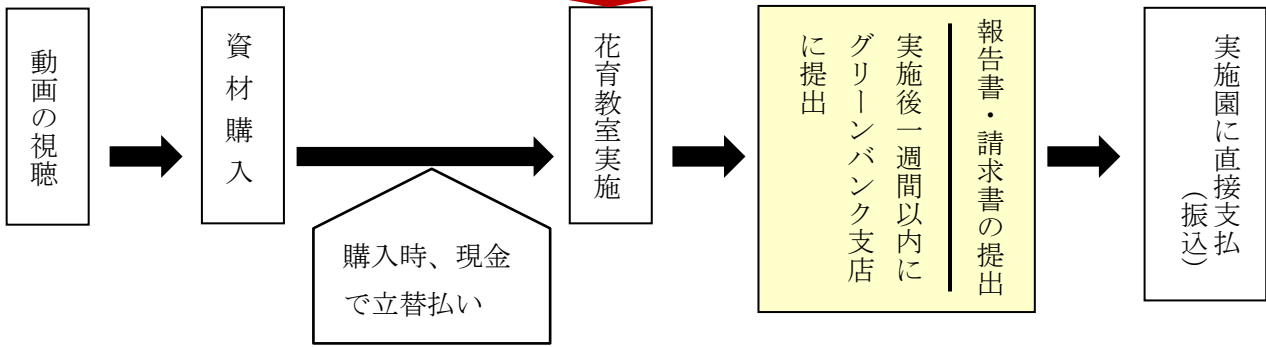 動画の視聴
資材購入
購入時、現金
で立替払い
花育教室実施
報告書・請求書の提出
実施後一週間以内に
グリーンバンク支店
に提出
実施園に直接支払
(振込)